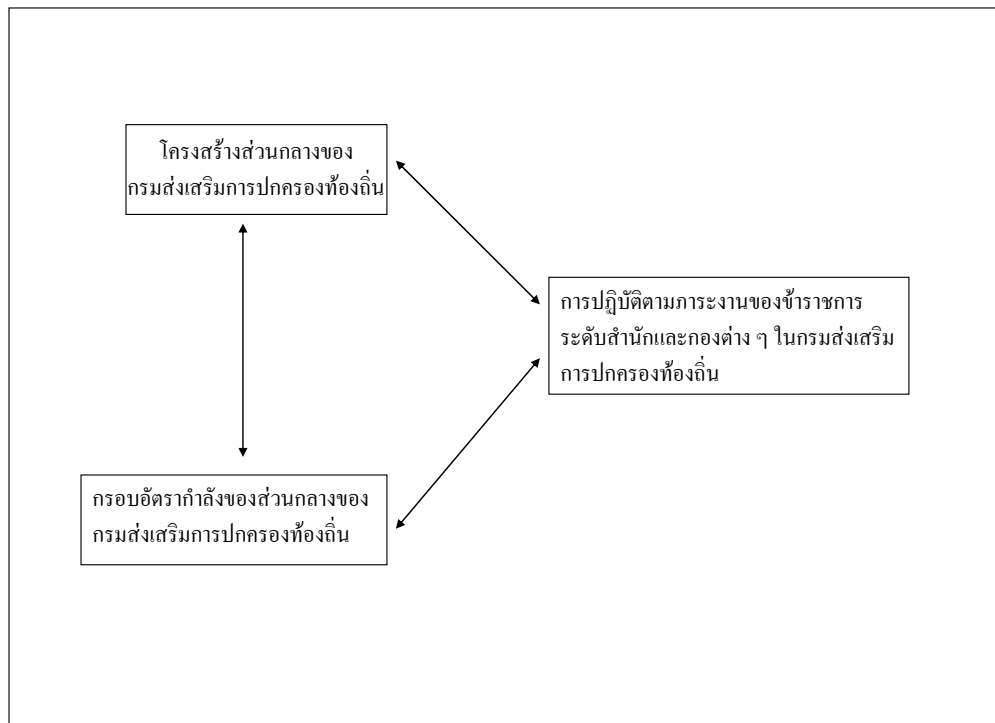 โครงสร้างส่วนกลางของ
กรมส่งเสริมการปกครองท้องถิ่น
การปฏิบัติตามภาระงานของข้าราชการ
ระดับสำนักและกองต่าง ๆ ในกรมส่งเสริม
การปกครองท้องถิ่น
กรอบอัตรากำลังของส่วนกลางของ
กรมส่งเสริมการปกครองท้องถิ่น